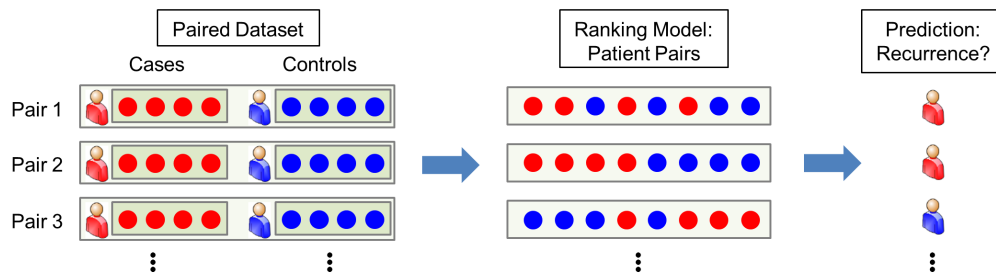 Paired Dataset
Ranking Model:
Patient Pairs
Prediction:
Recurrence?
Cases
Controls
Pair 1
Pair 2
Pair 3